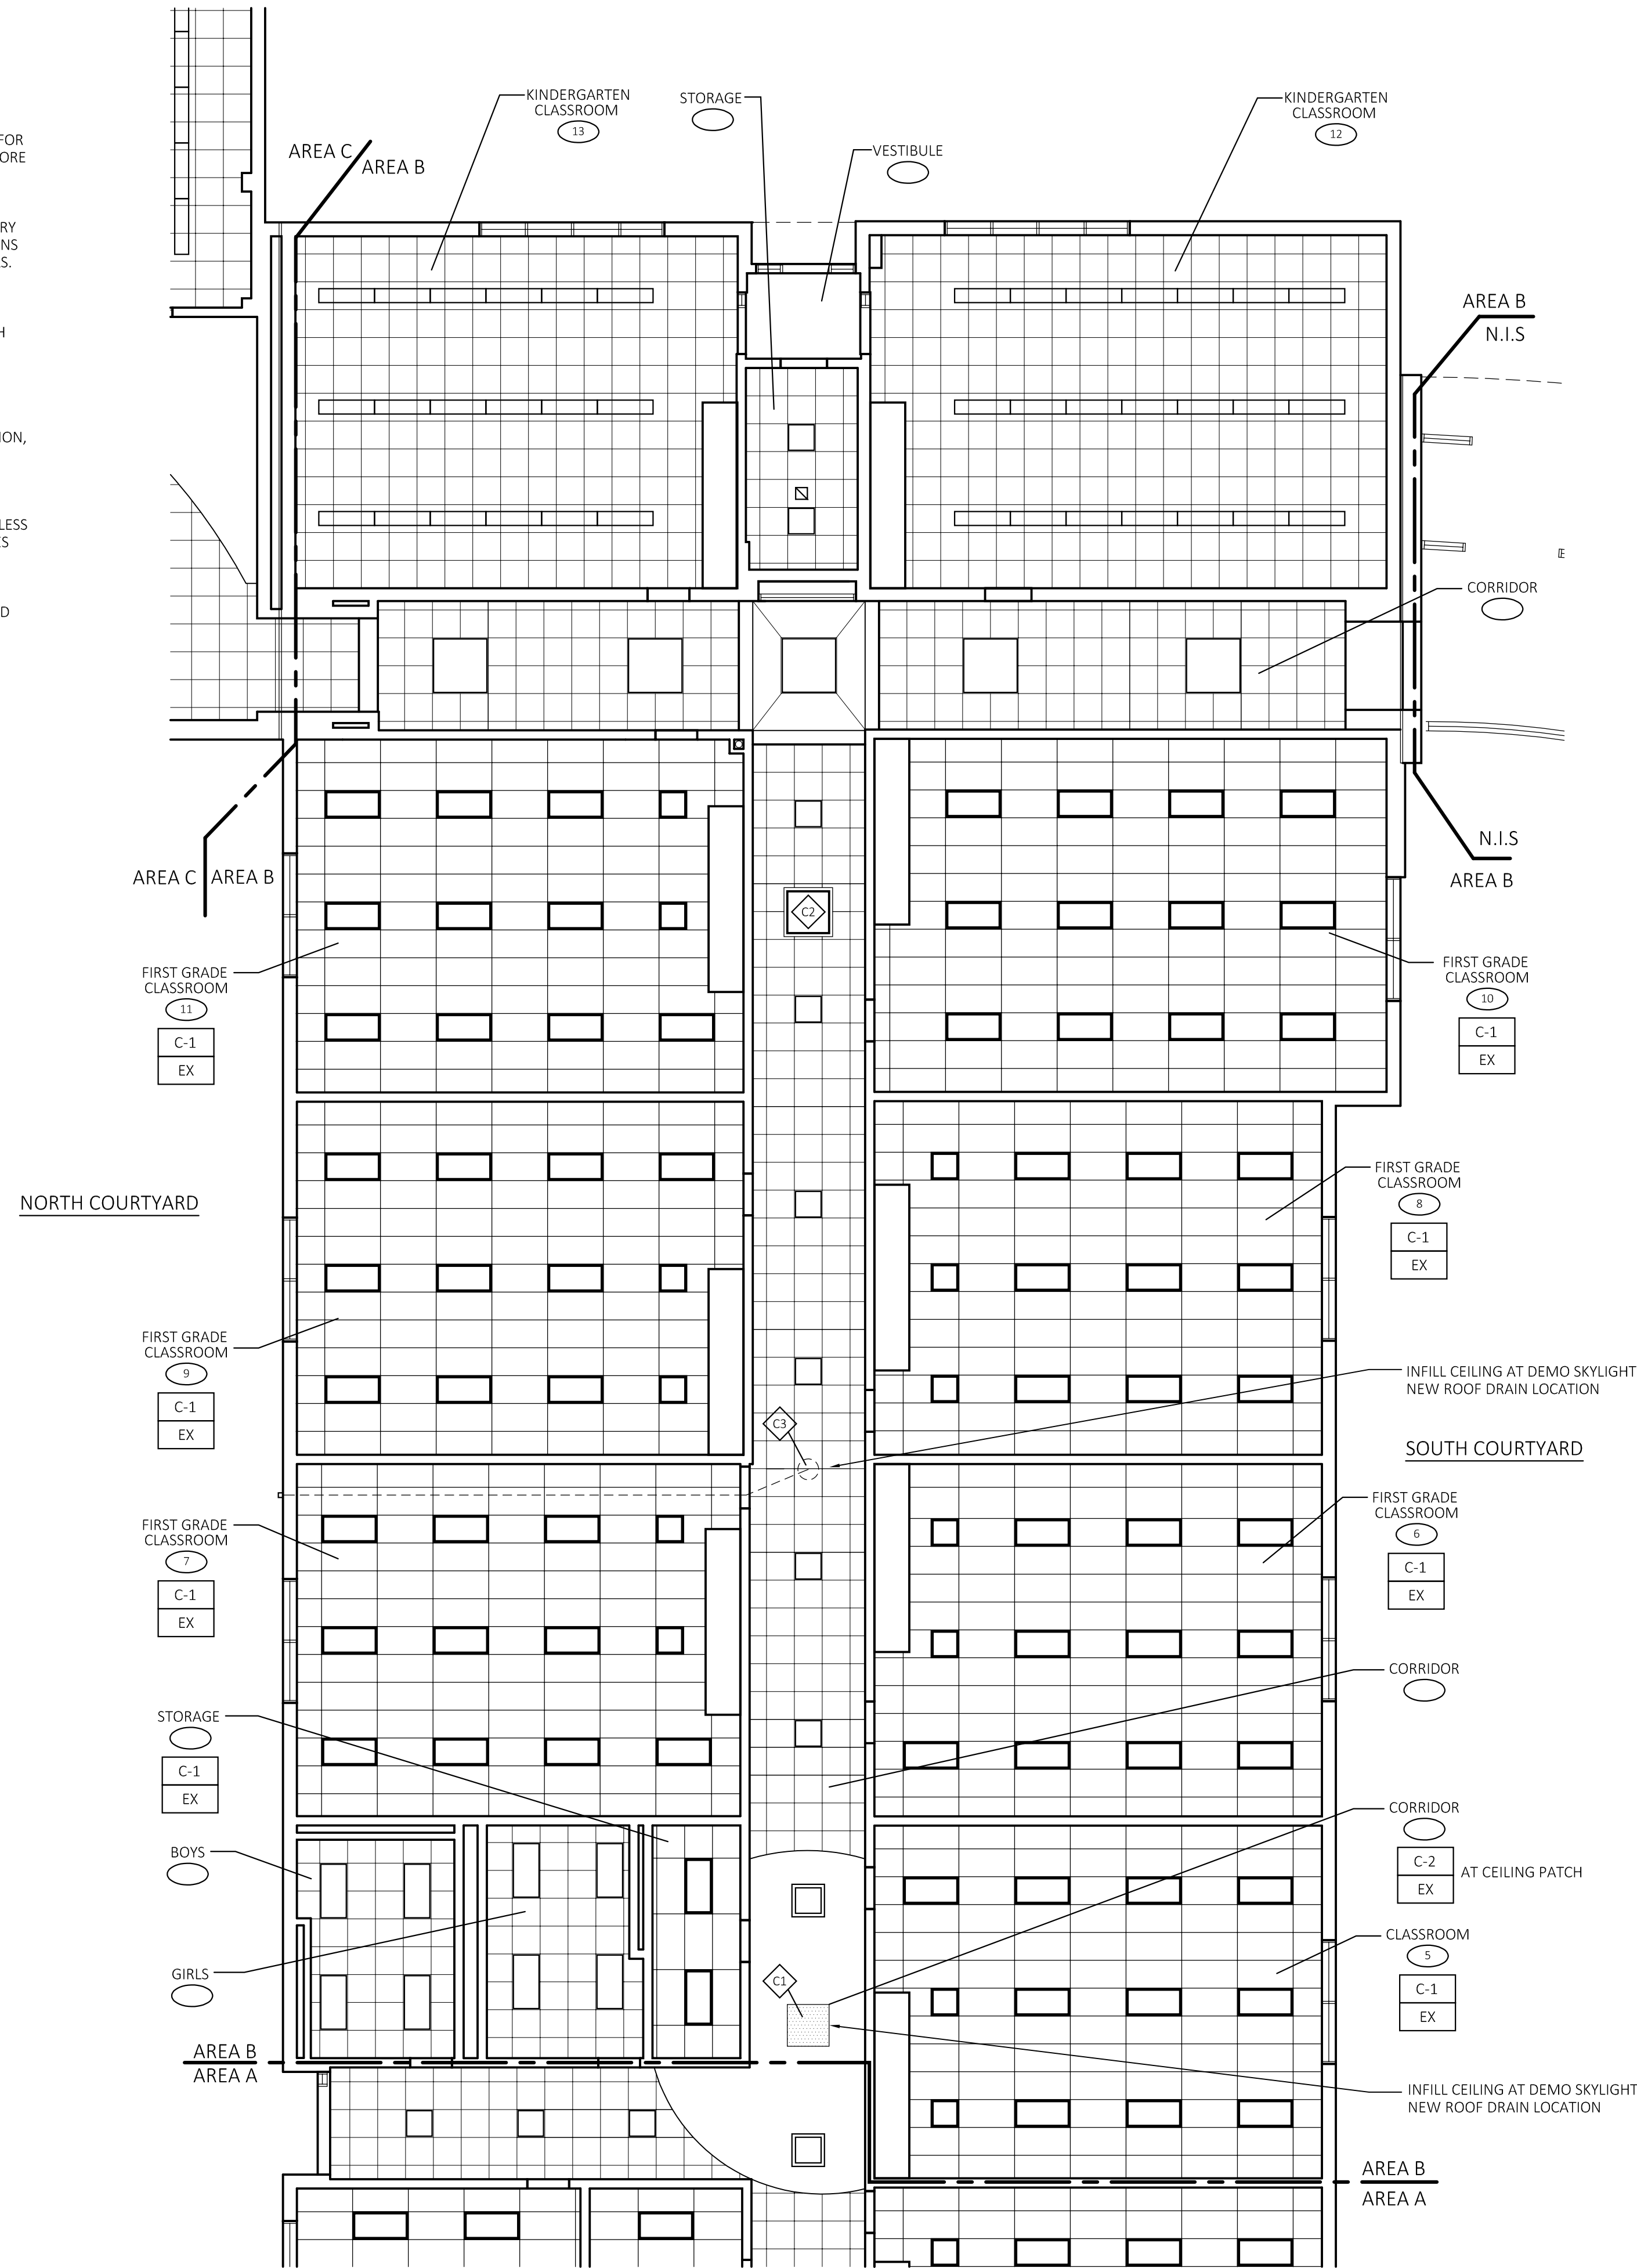 KINDERGARTEN
CLASSROOM
13
STORAGE
KINDERGARTEN
CLASSROOM
12
VESTIBULE
AREA C
AREA B
FOR
ORE
RY
NS
S.
H
ION,
LESS
ES
D
AREA B
N.I.S
CORRIDOR
N.I.S
AREA B
AREA C
AREA B
C2
FIRST GRADE
CLASSROOM
11
C-1
EX
FIRST GRADE
CLASSROOM
10
C-1
EX
NORTH COURTYARD
FIRST GRADE
CLASSROOM
8
C-1
EX
FIRST GRADE
CLASSROOM
9
C-1
EX
INFILL CEILING AT DEMO SKYLIGHT
NEW ROOF DRAIN LOCATION
C3
SOUTH COURTYARD
FIRST GRADE
CLASSROOM
7
C-1
EX
FIRST GRADE
CLASSROOM
6
C-1
EX
CORRIDOR
STORAGE
C-1
EX
CORRIDOR
C-2
EX
AT CEILING PATCH
BOYS
CLASSROOM
5
C-1
EX
GIRLS
C1
AREA B
AREA A
INFILL CEILING AT DEMO SKYLIGHT
NEW ROOF DRAIN LOCATION
AREA B
AREA A